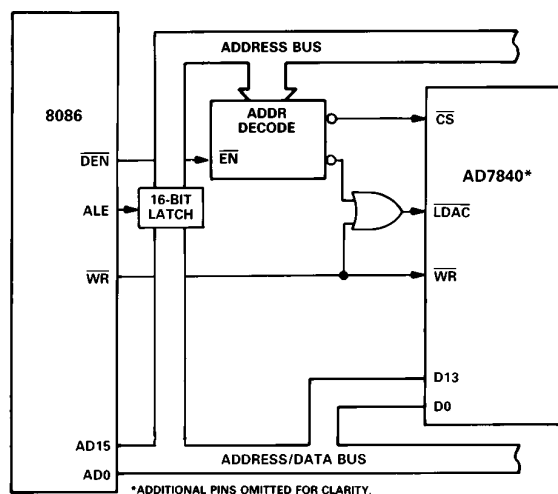 ADDRESS BUS
8086
ADDR
DECODE
CS
DEN
EN
AD7840*
ALE
16-BIT
LATCH
LDAC
WR
WR
D13
D0
AD15
ADDRESS/DATA BUS
AD0
*ADDITIONAL PINS OMITTED FOR CLARITY.